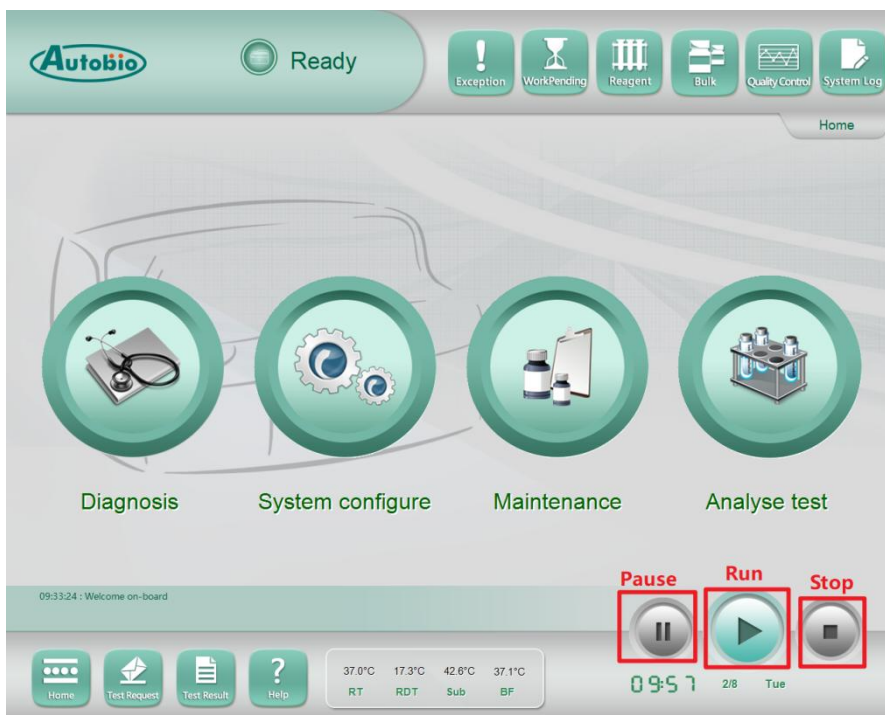 Autobio
Ready
Exception
WorkPending
Reagent
Bulk
Quality Control
System Log
Home
Diagnosis
System configure
Maintenance
Analyse test
Pause
Run
Stop
09:33:24 : Welcome on-board
Home
Test Request
Test Result
?
Help
37.0°C 17.3°C 42.6°C 37.1°C
RT RDT Sub BF
09:57 2/8 Tue